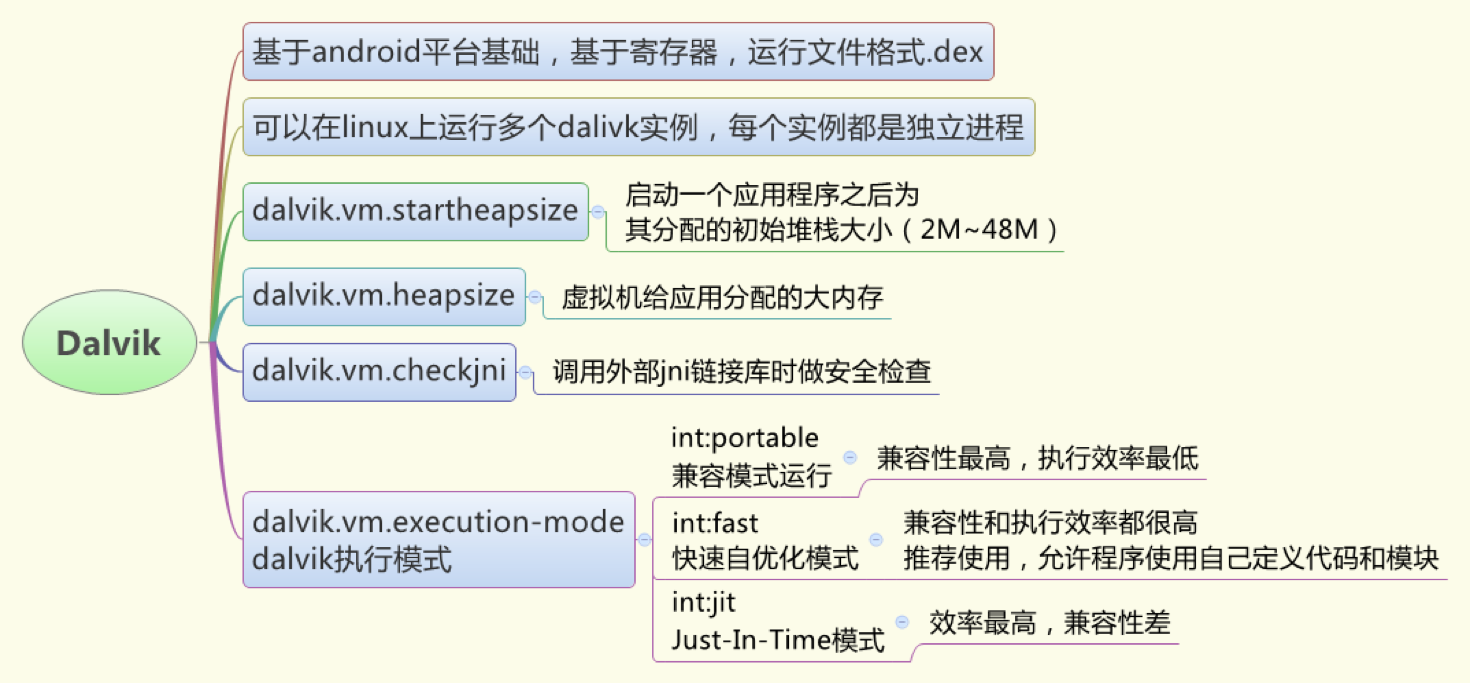 基于android平台基础，基于寄存器，运行文件格式.dex
可以在linux上运行多个dalivk实例，每个实例都是独立进程
dalvik.vm.startheapsize
启动一个应用程序之后为
其分配的初始堆栈大小（2M~48M）
dalvik.vm.heapsize
虚拟机给应用分配的大内存
Dalvik
dalvik.vm.checkjni
调用外部jni链接库时做安全检查
dalvik.vm.execution-mode
dalvik执行模式
int:portable
兼容模式运行
兼容性最高，执行效率最低
int:fast
快速自优化模式
兼容性和执行效率都很高
推荐使用，允许程序使用自己定义代码和模块
int:jit
Just-In-Time模式
效率最高，兼容性差